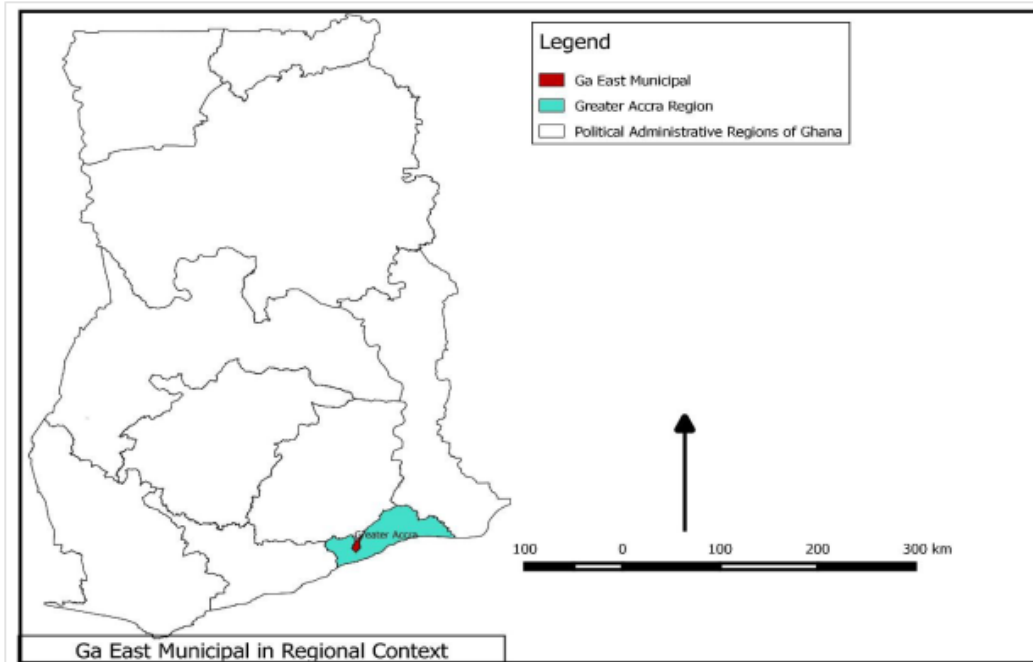 Legend
Ga East Municipal
Greater Accra Region
Political Administrative Regions of Ghana
Greater Accra
100 0 100 200 300 km
Ga East Municipal in Regional Context